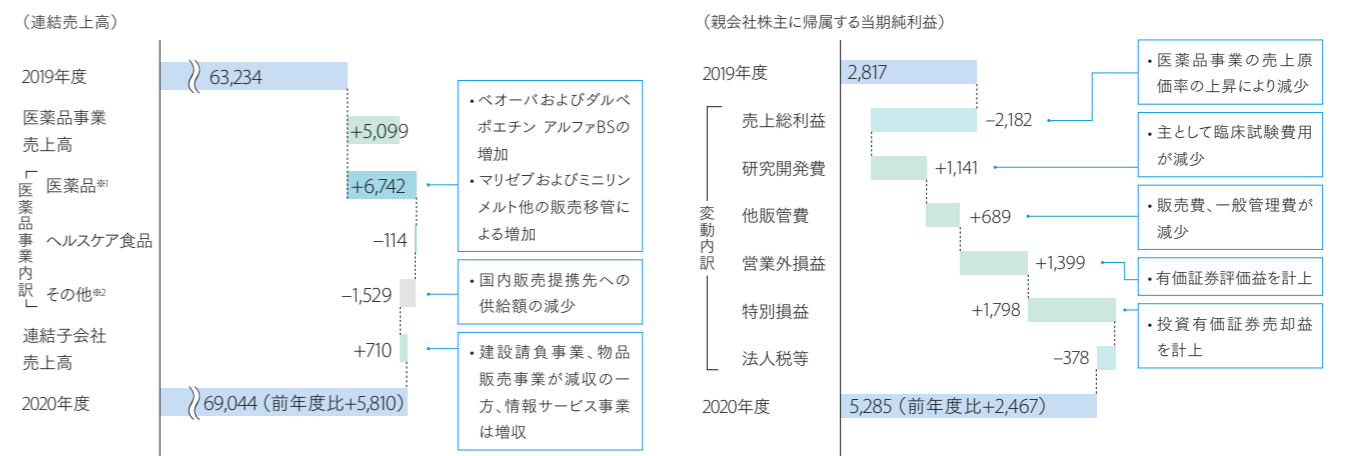 （連結売上高）
2019年度
63,234
医薬品事業
売上高
+5,099
医薬品事業内訳
医薬品※1
+6,742
ヘルスケア食品
–114
その他※2
–1,529
連結子会社
売上高
+710
2020年度
69,044（前年度比+5,810）
・ベオーバおよびダルベ
ポエチン アルファBSの
増加
・マリゼブおよびミニリン
メルト他の販売移管に
よる増加
・国内販売提携先への
供給額の減少
・建設請負事業、物品
販売事業が減収の一
方、情報サービス事業
は増収
（親会社株主に帰属する当期純利益）
2019年度
2,817
変動内訳
売上総利益
–2,182
研究開発費
+1,141
他販管費
+689
営業外損益
+1,399
特別損益
+1,798
法人税等
–378
2020年度
5,285（前年度比+2,467）
・医薬品事業の売上原
価率の上昇により減少
・主として臨床試験費用
が減少
・販売費、一般管理費が
減少
・有価証券評価益を計上
・投資有価証券売却益
を計上